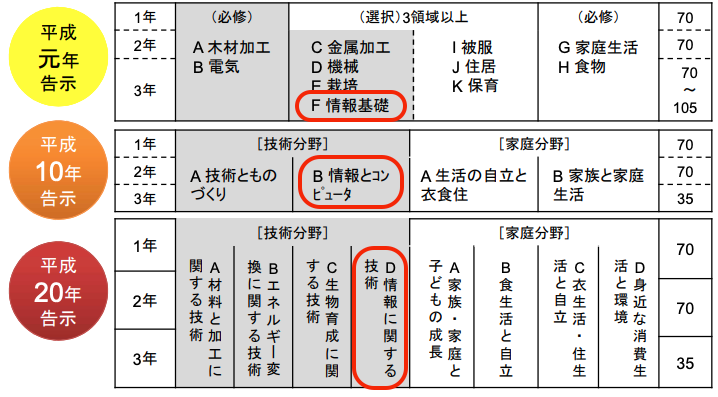 平成
元年
告示
1年
2年
3年
（必修）
A 木材加工
B 電気
（選択）3領域以上
C 金属加工
D 機械
E 栽培
F 情報基礎
I 被服
J 住居
K 保育
（必修）
G 家庭生活
H 食物
70
70
70
～
105
平成
10年
告示
1年
2年
3年
［技術分野］
A 技術ともの
づくり
B 情報とｺﾝ
ﾋﾟｭｰﾀ
［家庭分野］
A 生活の自立と
衣食住
B 家族と家庭
生活
70
70
35
平成
20年
告示
1年
2年
3年
［技術分野］
A 材料と加工に
関する技術
B エネルギー変
換に関する技術
C 生物育成に関
する技術
D 情報に関する
技術
［家庭分野］
A 家族・家庭と
子どもの成長
B 食生活と自立
C 衣生活・住生
活と自立
D 身近な消費生
活と環境
70
70
35